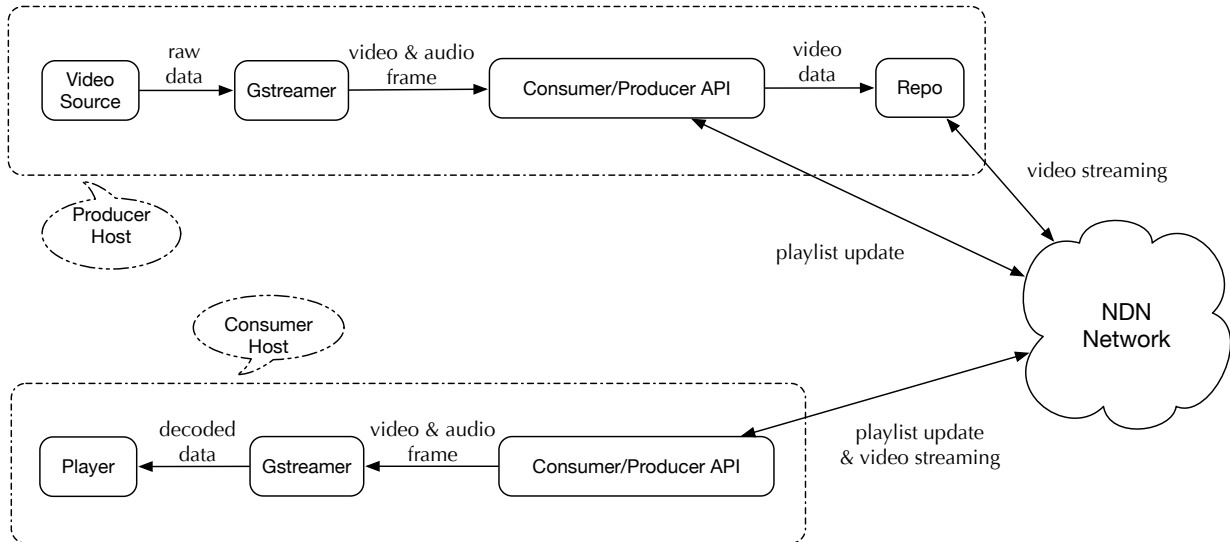 raw
data
video & audio
frame
video
data
Video
Source
Gstreamer
Consumer/Producer API
Repo
video streaming
Producer
Host
playlist update
NDN
Network
Consumer
Host
decoded
data
video & audio
frame
playlist update
& video streaming
Player
Gstreamer
Consumer/Producer API